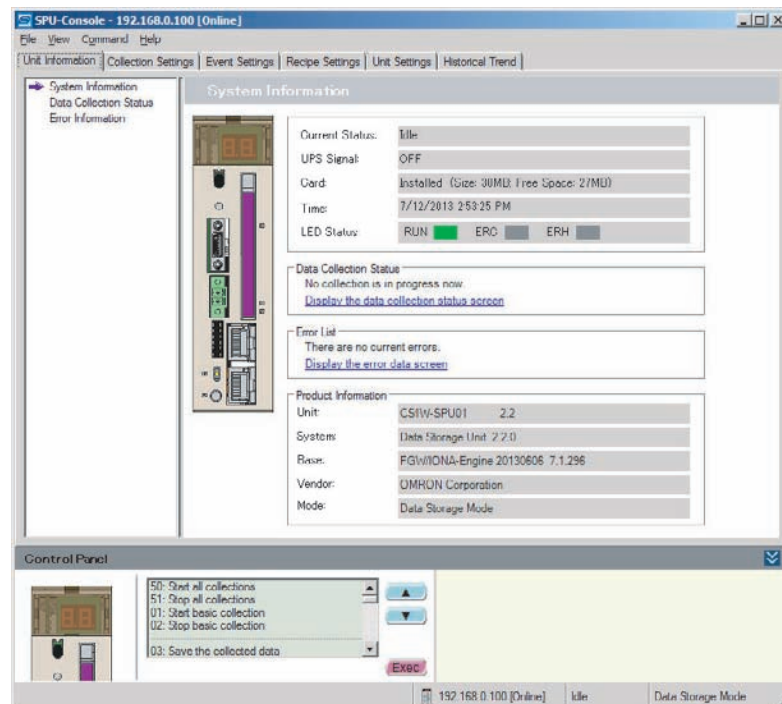 SPU-Console - 192.168.0.100 [Online]
File View Command Help
Unit Information Collection Settings Event Settings Recipe Settings Unit Settings Historical Trend
System Information
Data Collection Status
Error Information
System Information
Current Status: Idle
UPS Signal: OFF
Card: Installed (Size: 30MB; Free Space: 27MB)
Time: 7/12/2013 2:53:25 PM
LED Status: RUN ERC ERH
Data Collection Status
No collection is in progress now.
Display the data collection status screen
Error List
There are no current errors.
Display the error data screen
Product Information
Unit: CS1W-SPU01 2.2
System: Data Storage Unit 2.2.0
Base: FGW/IONA-Engine 20130606 7.1.296
Vendor: OMRON Corporation
Mode: Data Storage Mode
Control Panel
50: Start all collections
51: Stop all collections
01: Start basic collection
02: Stop basic collection
03: Save the collected data
Exec
192.168.0.100 [Online] Idle Data Storage Mode